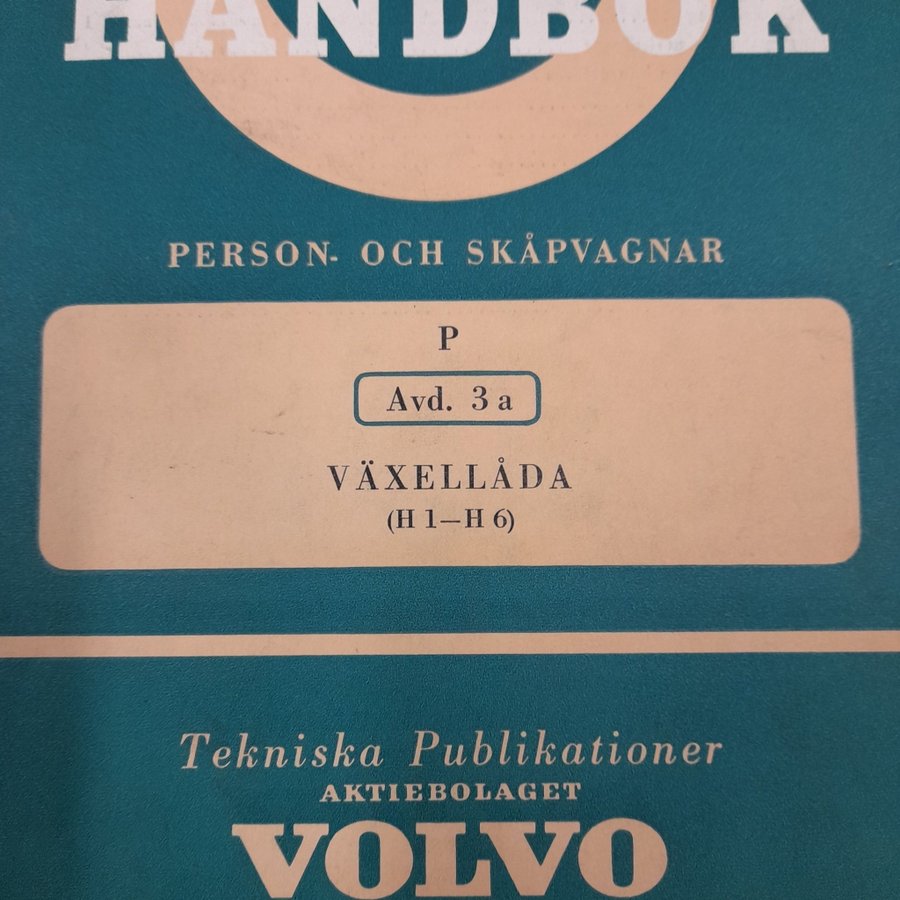 HANDBOK
PERSON- OCH SKÅPVAGNAR
P
Avd. 3 a
VÄXELLÅDA
(H 1—H 6)
Tekniska Publikationer
AKTIEBOLAGET
VOLVO